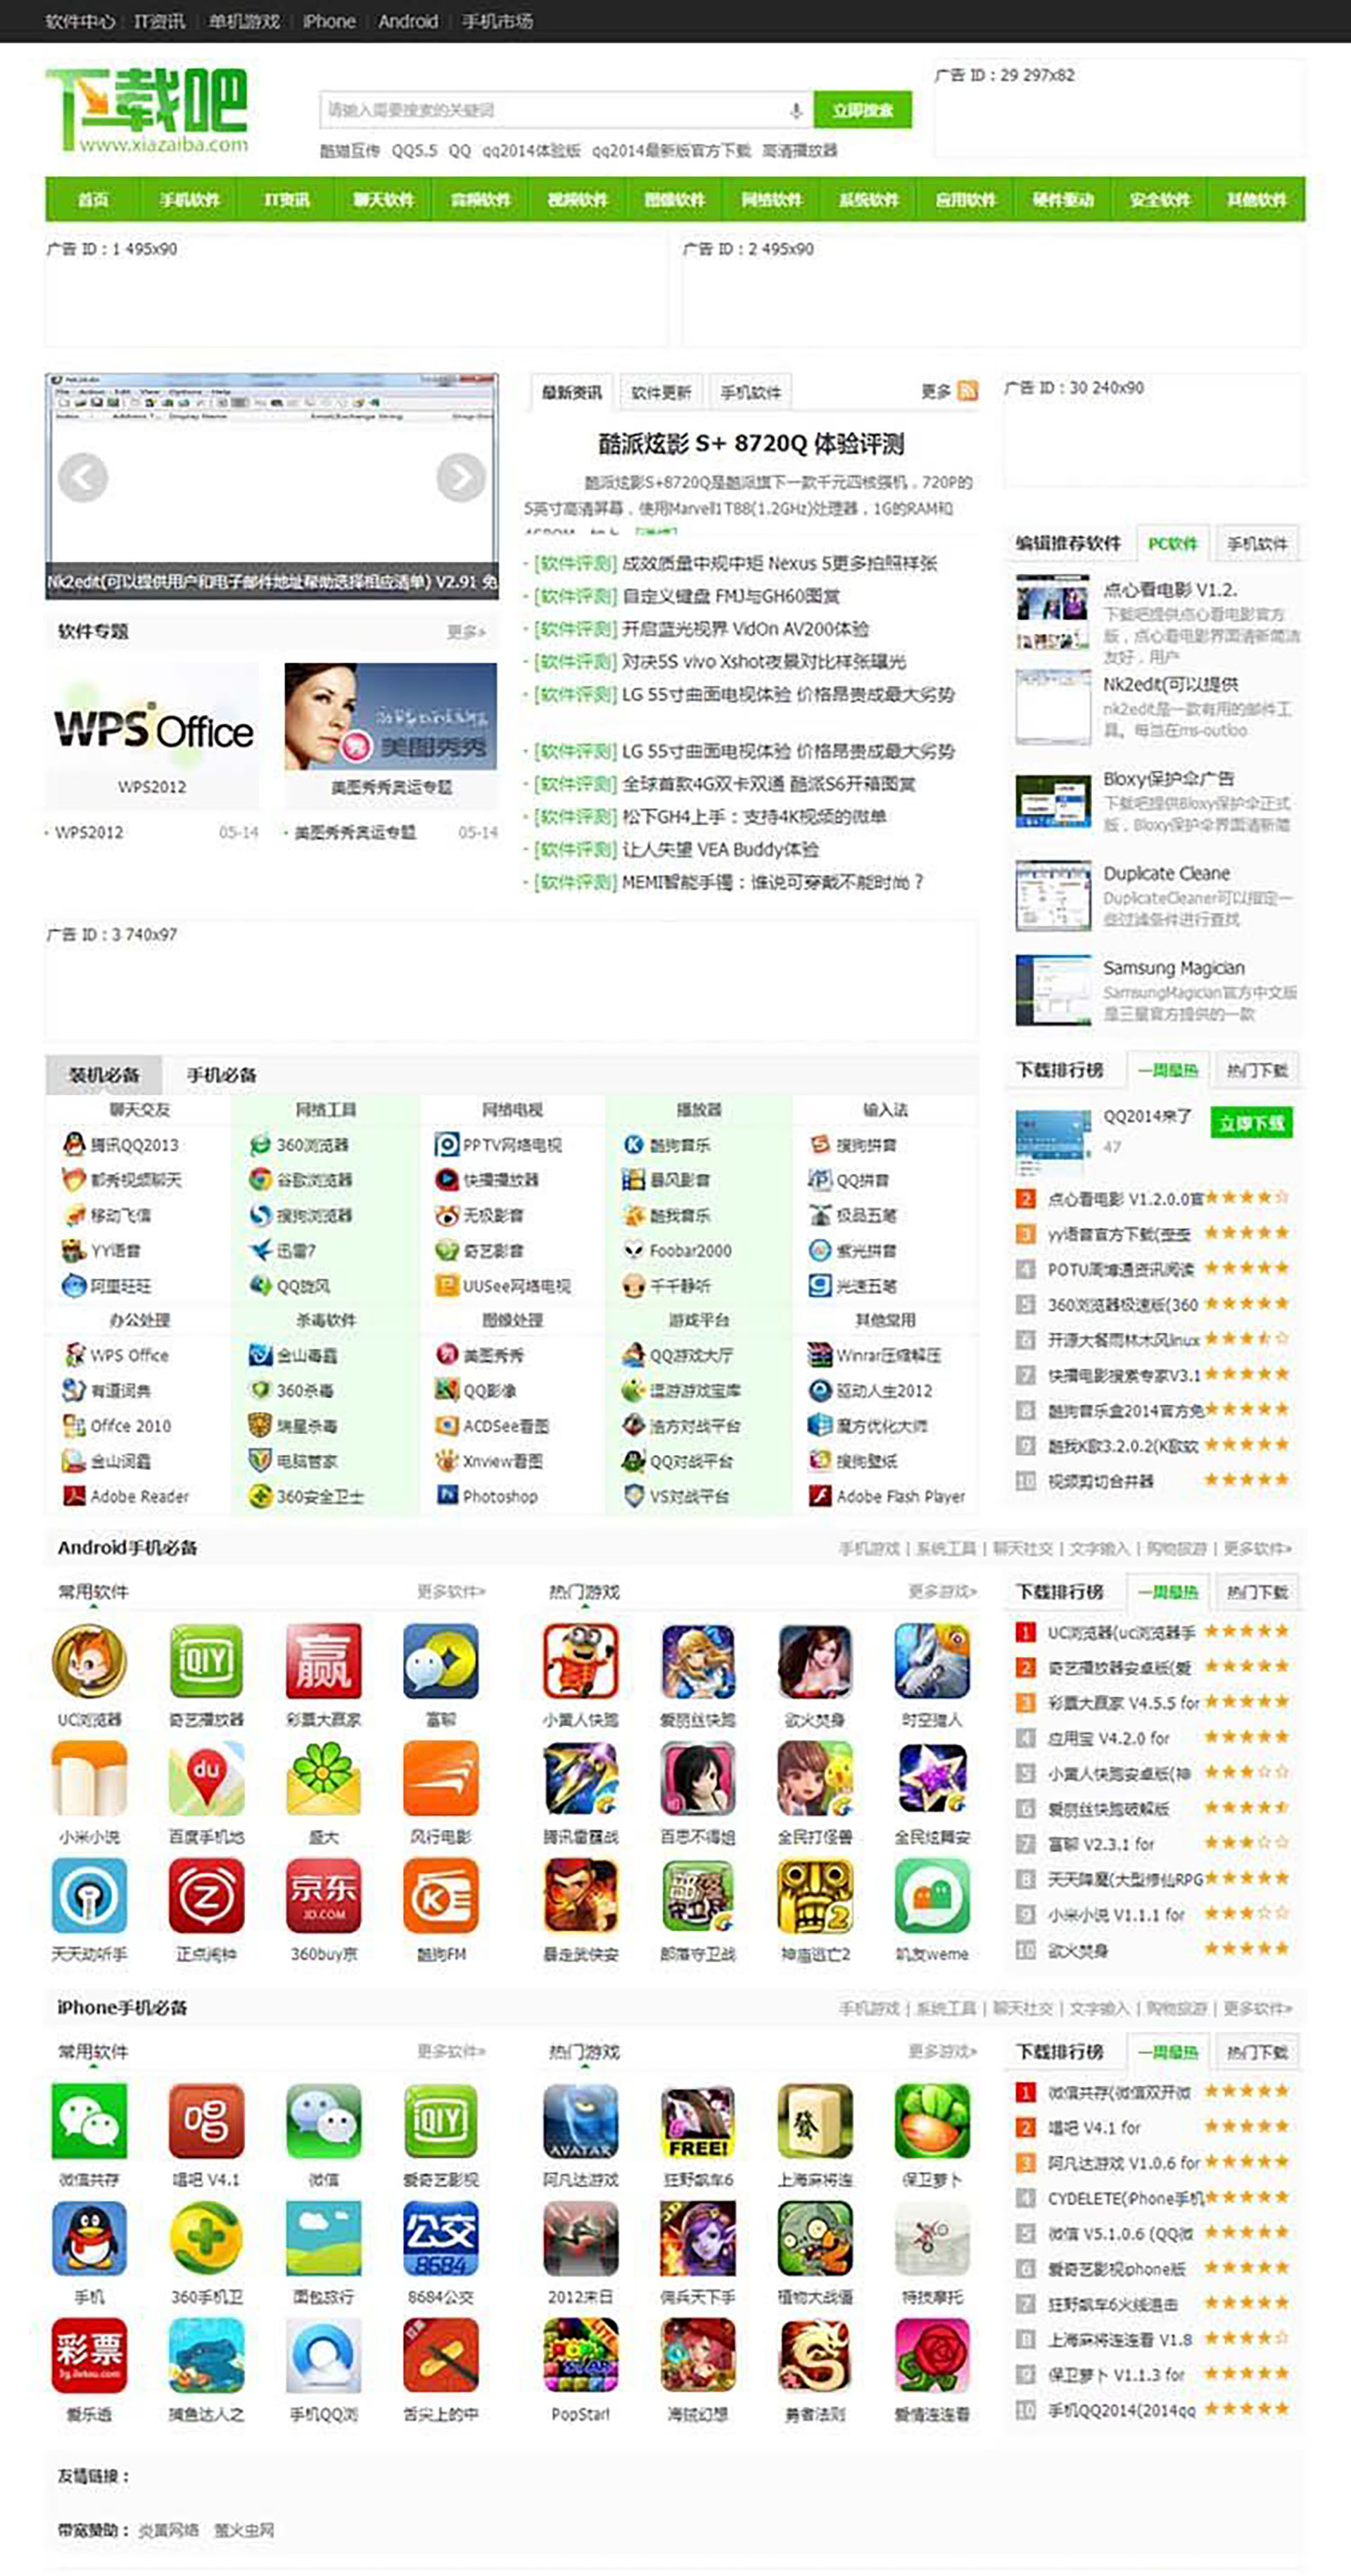 软件中心 IT资讯 单机游戏 iPhone Android 手机市场
广告 ID：29 297x82
下载吧
www.xiazaiba.com
请输入需要搜索的关键词
立即搜索
酷猫互传 QQ5.5 QQ qq2014体验版 qq2014最新版官方下载 高清播放器
首页 手机软件 IT资讯 聊天软件 音频软件 视频软件 图像软件 网络软件 系统软件 应用软件 硬件驱动 安全软件 其他软件
广告 ID：1 495x90
广告 ID：2 495x90
Nk2edit(可以提供用户和电子邮件地址帮助选择相应清单) V2.91 免
软件专题 更多»
WPS Office
美图秀秀
WPS2012 美图秀秀奥运专题
WPS2012 05-14
美图秀秀奥运专题 05-14
最新资讯 软件更新 手机软件 更多
酷派炫影 S+ 8720Q 体验评测
酷派炫影S+8720Q是酷派旗下一款千元四核强机，720P的
5英寸高清屏幕，使用Marvell1T88(1.2GHz)处理器，1G的RAM和
[软件评测] 成效质量中规中矩 Nexus 5更多拍照样张
[软件评测] 自定义键盘 FMJ与GH60图赏
[软件评测] 开启蓝光视界 VidOn AV200体验
[软件评测] 对决5S vivo Xshot夜景对比样张曝光
[软件评测] LG 55寸曲面电视体验 价格昂贵成最大劣势
[软件评测] LG 55寸曲面电视体验 价格昂贵成最大劣势
[软件评测] 全球首款4G双卡双通 酷派S6开箱图赏
[软件评测] 松下GH4上手：支持4K视频的微单
[软件评测] 让人失望 VEA Buddy体验
[软件评测] MEMI智能手镯：谁说可穿戴不能时尚？
广告 ID：30 240x90
编辑推荐软件 PC软件 手机软件
点心看电影 V1.2.
下载吧提供点心看电影官方
版，点心看电影界面清新简洁
友好，用户
Nk2edit(可以提供
nk2edit是一款有用的邮件工
具。每当在ms-outloo
Bloxy保护伞广告
下载吧提供Bloxy保护伞正式
版，Bloxy保护伞界面清新简
Duplicate Cleane
DuplicateCleaner可以指定一
些过滤条件进行查找
Samsung Magician
SamsungMagician官方中文版
是三星官方提供的一款
广告 ID：3 740x97
装机必备 手机必备
聊天交友 网络工具 网络电视 播放器 输入法
腾讯QQ2013 360浏览器 PPTV网络电视 酷狗音乐 搜狗拼音
都秀视频聊天 谷歌浏览器 快播播放器 暴风影音 QQ拼音
移动飞信 搜狗浏览器 无极影音 酷我音乐 极品五笔
YY语音 迅雷7 奇艺影音 Foobar2000 紫光拼音
阿里旺旺 QQ旋风 UUSee网络电视 千千静听 光速五笔
办公处理 杀毒软件 图像处理 游戏平台 其他常用
WPS Office 金山毒霸 美图秀秀 QQ游戏大厅 Winrar压缩解压
有道词典 360杀毒 QQ影像 逗游游戏宝库 驱动人生2012
Office 2010 瑞星杀毒 ACDSee看图 浩方对战平台 魔方优化大师
金山词霸 电脑管家 Xnview看图 QQ对战平台 搜狗壁纸
Adobe Reader 360安全卫士 Photoshop VS对战平台 Adobe Flash Player
下载排行榜 一周最热 热门下载
QQ2014来了 立即下载
47
2 点心看电影 V1.2.0.0官
3 yy语音官方下载(歪歪
4 POTU周博通资讯阅读
5 360浏览器极速版(360
6 开源大餐雨林木风linux
7 快播电影搜索专家V3.1
8 酷狗音乐盒2014官方免
9 酷我K歌3.2.0.2(K歌软
10 视频剪切合并器
Android手机必备 手机游戏 | 系统工具 | 聊天社交 | 文字输入 | 购物旅游 | 更多软件»
常用软件 更多软件» 热门游戏 更多游戏»
UC浏览器 奇艺播放器 彩票大赢家 富聊 小黄人快跑 爱丽丝快跑 欲火焚身 时空猎人
小米小说 百度手机地 盛大 风行电影 腾讯雷霆战 百思不得姐 全民打怪兽 全民炫舞安
天天动听手 正点闹钟 360buy京 酷狗FM 暴走武侠安 部落守卫战 神庙逃亡2 叽友weme
下载排行榜 一周最热 热门下载
1 UC浏览器(uc浏览器手
2 奇艺播放器安卓版(爱
3 彩票大赢家 V4.5.5 for
4 应用宝 V4.2.0 for
5 小黄人快跑安卓版(神
6 爱丽丝快跑破解版
7 富聊 V2.3.1 for
8 天天降魔(大型修仙RPG
9 小米小说 V1.1.1 for
10 欲火焚身
iPhone手机必备 手机游戏 | 系统工具 | 聊天社交 | 文字输入 | 购物旅游 | 更多软件»
常用软件 更多软件» 热门游戏 更多游戏»
微信共存 唱吧 V4.1 微信 爱奇艺影视 阿凡达游戏 狂野飙车6 上海麻将连 保卫萝卜
手机 360手机卫 面包旅行 8684公交 2012末日 佣兵天下手 植物大战僵 特技摩托
爱乐透 捕鱼达人之 手机QQ浏 舌尖上的中 PopStar! 海贼幻想 勇者法则 爱情连连看
下载排行榜 一周最热 热门下载
1 微信共存(微信双开微
2 唱吧 V4.1 for
3 阿凡达游戏 V1.0.6 for
4 CYDELETE(iPhone手机
5 微信 V5.1.0.6 (QQ微
6 爱奇艺影视iphone版
7 狂野飙车6火线追击
8 上海麻将连连看 V1.8
9 保卫萝卜 V1.1.3 for
10 手机QQ2014(2014qq
友情链接：
带宽赞助： 炎黄网络 萤火虫网